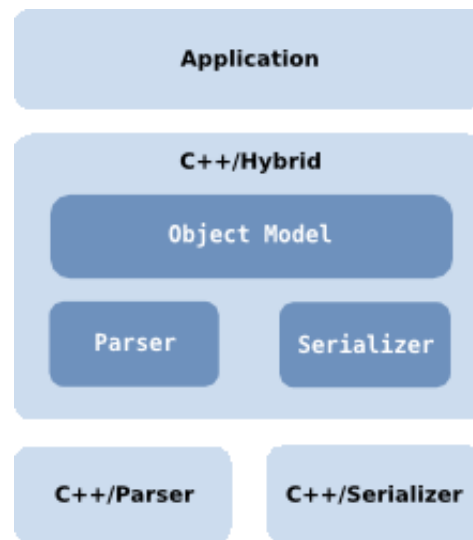 Application
C++/Hybrid
Object Model
Parser
Serializer
C++/Parser
C++/Serializer